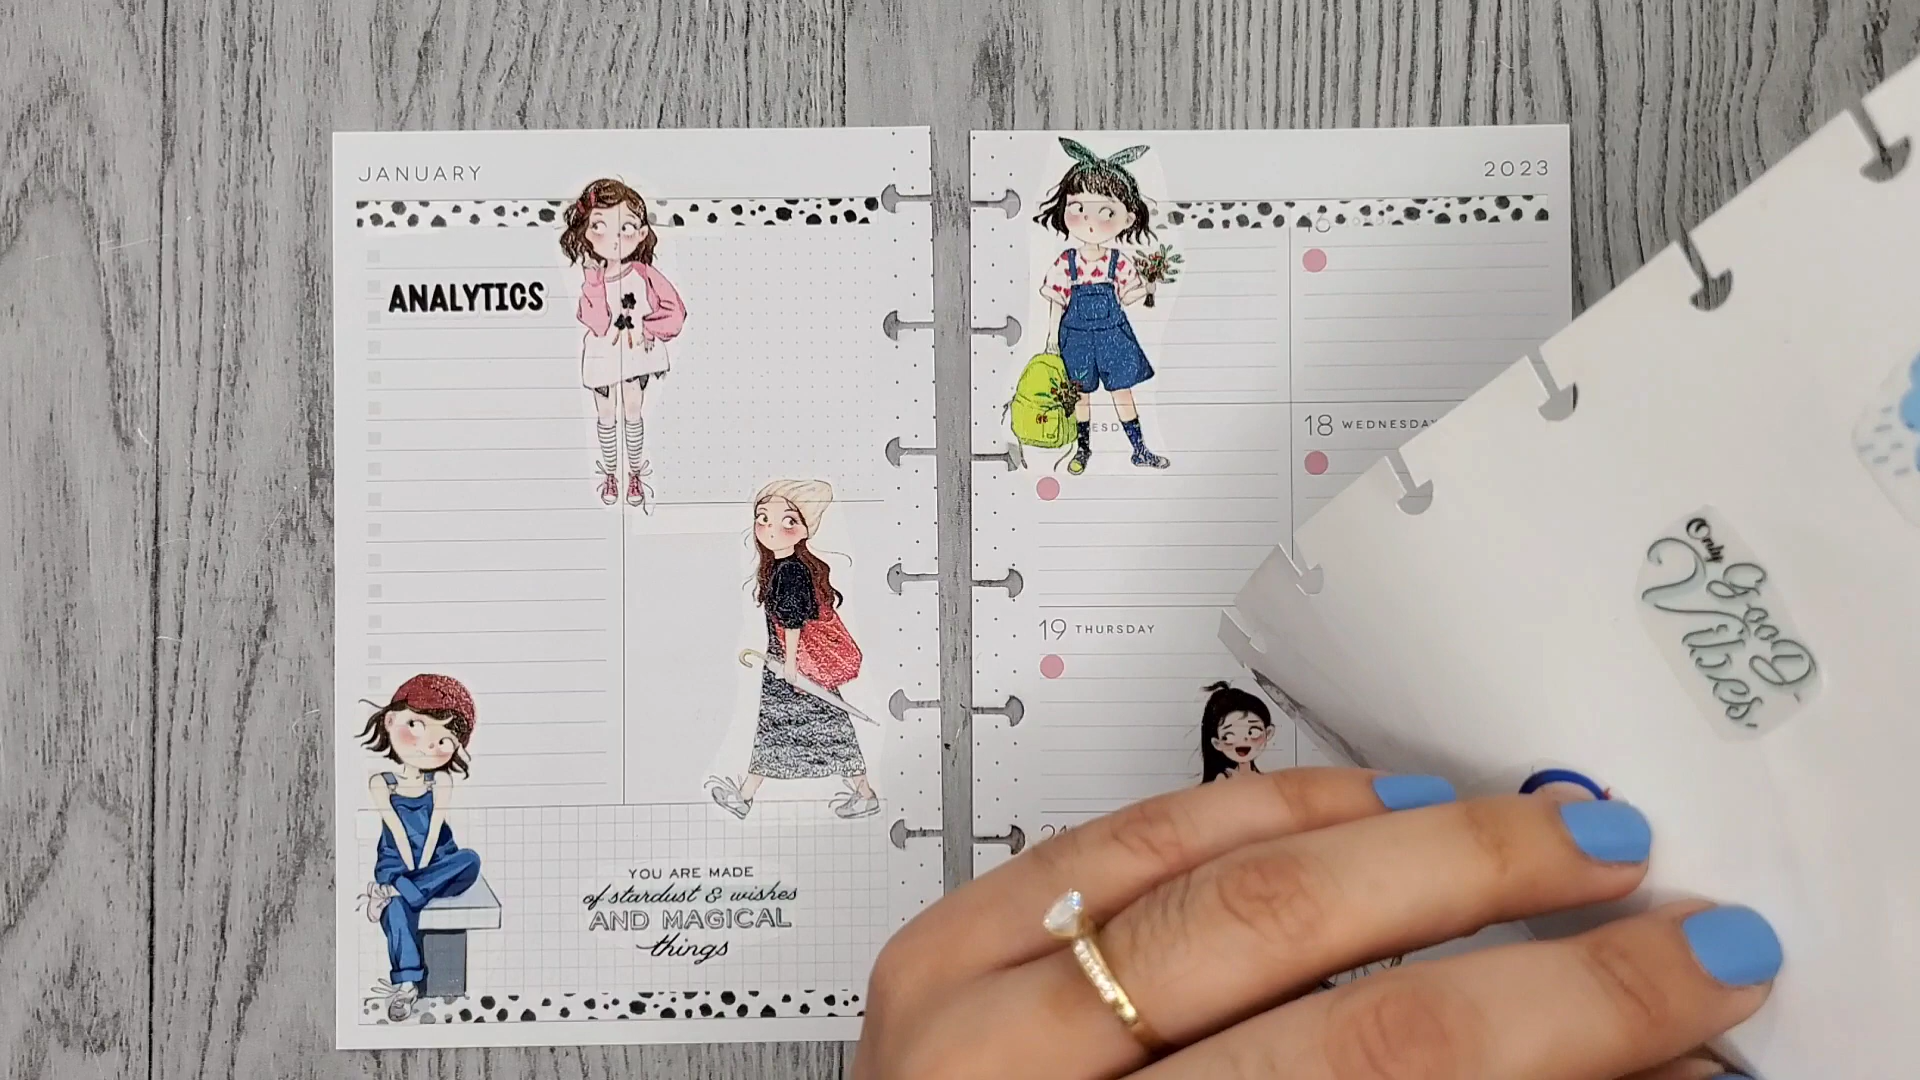 JANUARY
ANALYTICS
YOU ARE MADE
of stardust & wishes
AND MAGICAL
things
2023
16
18 WEDNESDAY
19 THURSDAY
Only
Good
Vibes